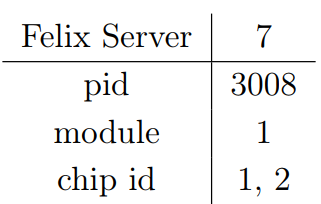 Felix Server 7
pid 3008
module 1
chip id 1, 2